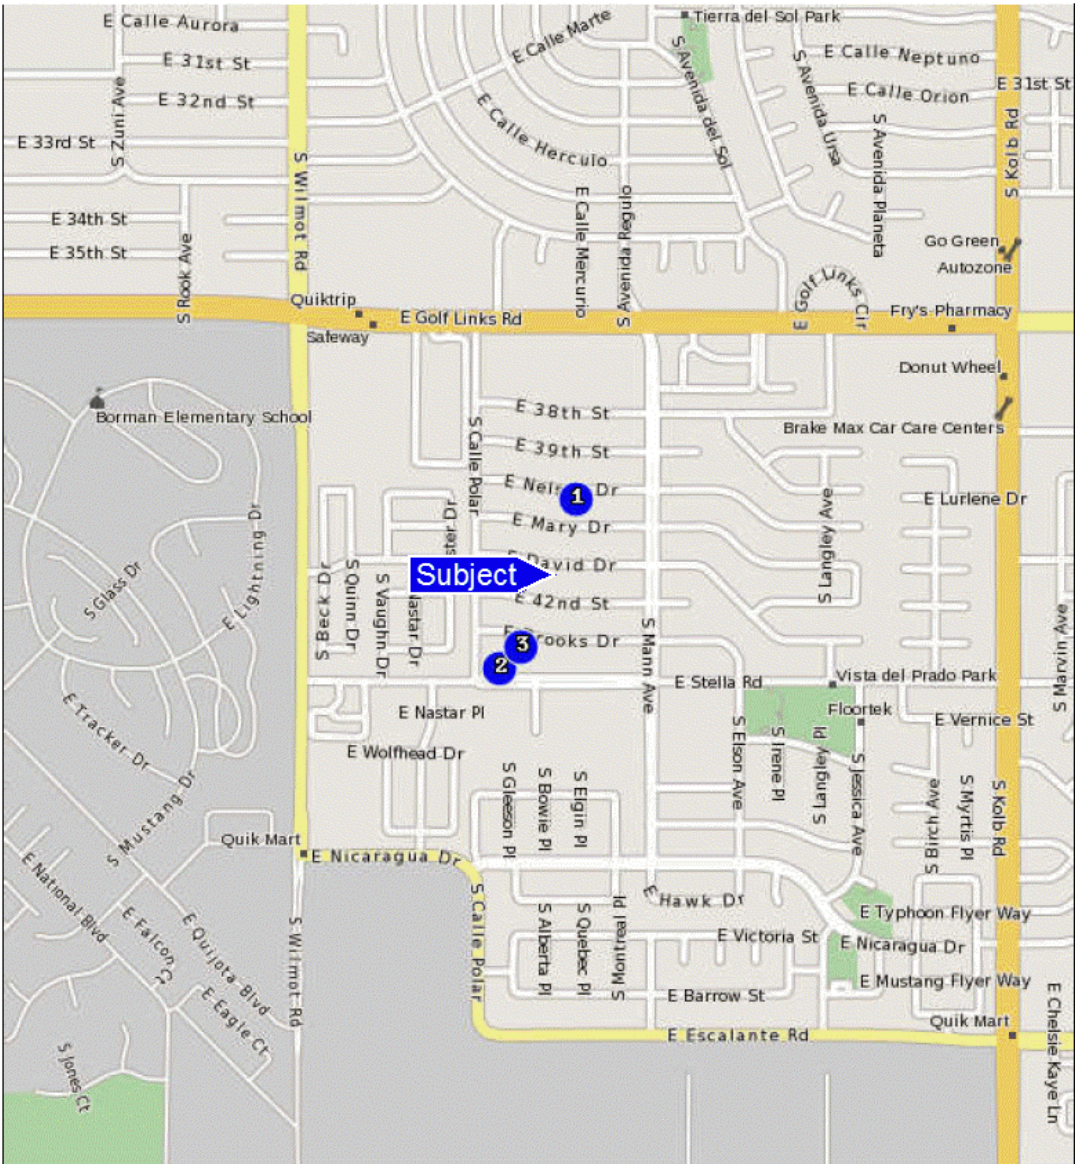 E Calle Aurora
E Calle Marte
Tierra del Sol Park
E 31st St
S Avenida del Sol
S Avenida Ursa
E Calle Neptuno
E 32nd St
S Zuni Ave
E Calle Herculo
E Calle Orion
E 31st St
E 33rd St
S Wilmot Rd
S Avenida Planeta
S Kolb Rd
E 34th St
E 35th St
S Rook Ave
E Calle Mercurio
S Avenida Regulo
Go Green
Autozone
E Golf Links Cir
Quiktrip
E Golf Links Rd
Fry's Pharmacy
Safeway
Donut Wheel
Borman Elementary School
E 38th St
Brake Max Car Care Centers
S Calle Polar
E 39th St
1
Dr
E Lurlene Dr
E Mary Dr
S Langley Ave
E Lightning Dr
David Dr
Subject
S Glass Dr
S Beck Dr
S Quinn Dr
S Vaughn Dr
Nastar Dr
E 42nd St
3
Brooks Dr
2
S Mann Ave
S Marvin Ave
E Stella Rd
Vista del Prado Park
E Tracker Dr
E Nastar Pl
Floortek
E Vernice St
E Wolfhead Dr
S Elson Ave
S Irene Pl
S Langley Pl
S Jessica Ave
S Gleeson Pl
S Bowie Pl
S Elgin Pl
S Birch Ave
S Myrtis Pl
S Kolb Rd
S Mustang Dr
Quik Mart
E Nicaragua Dr
E National Blvd
E Hawk Dr
E Falcon Ct
E Quijota Blvd
S Wilmot Rd
S Calle Polar
S Alberta Pl
S Quebec Pl
S Montreal Pl
E Victoria St
E Typhoon Flyer Way
E Nicaragua Dr
E Mustang Flyer Way
E Eagle Ct
E Barrow St
Quik Mart
E Chelsie Kaye Ln
E Escalante Rd
S Jones Ct